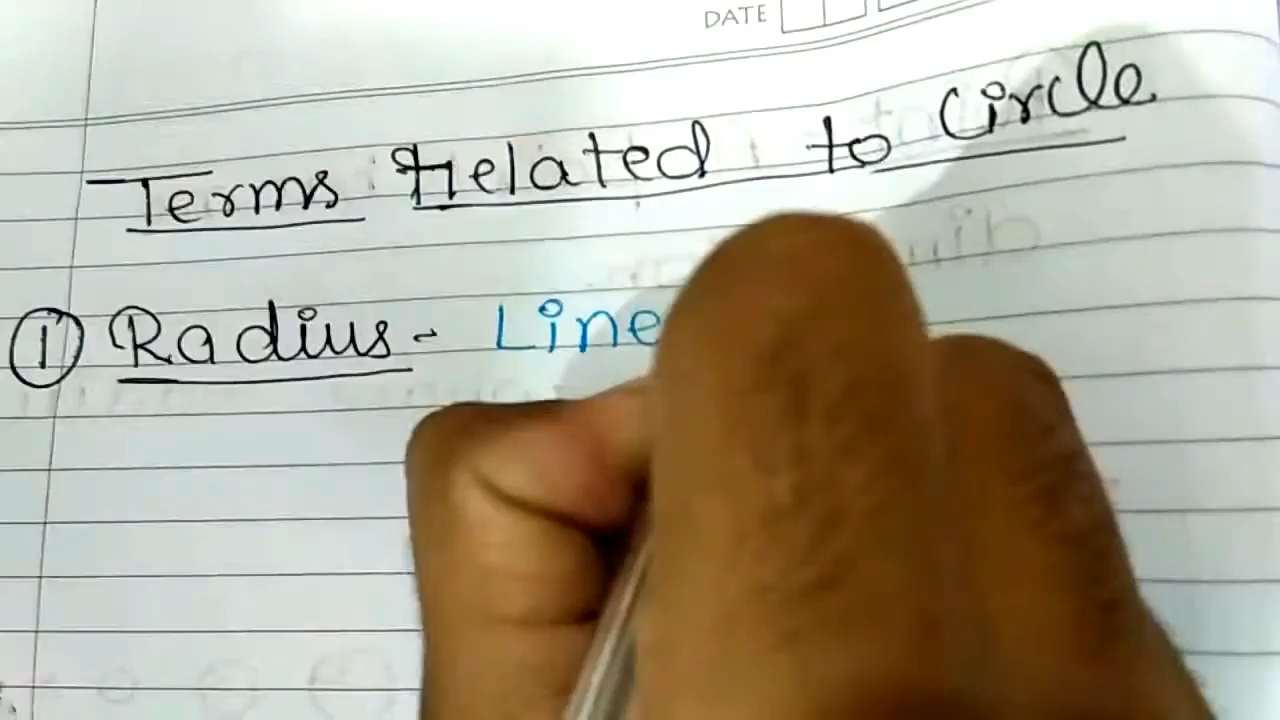 DATE
Terms Related to Circle
① Radius - Line